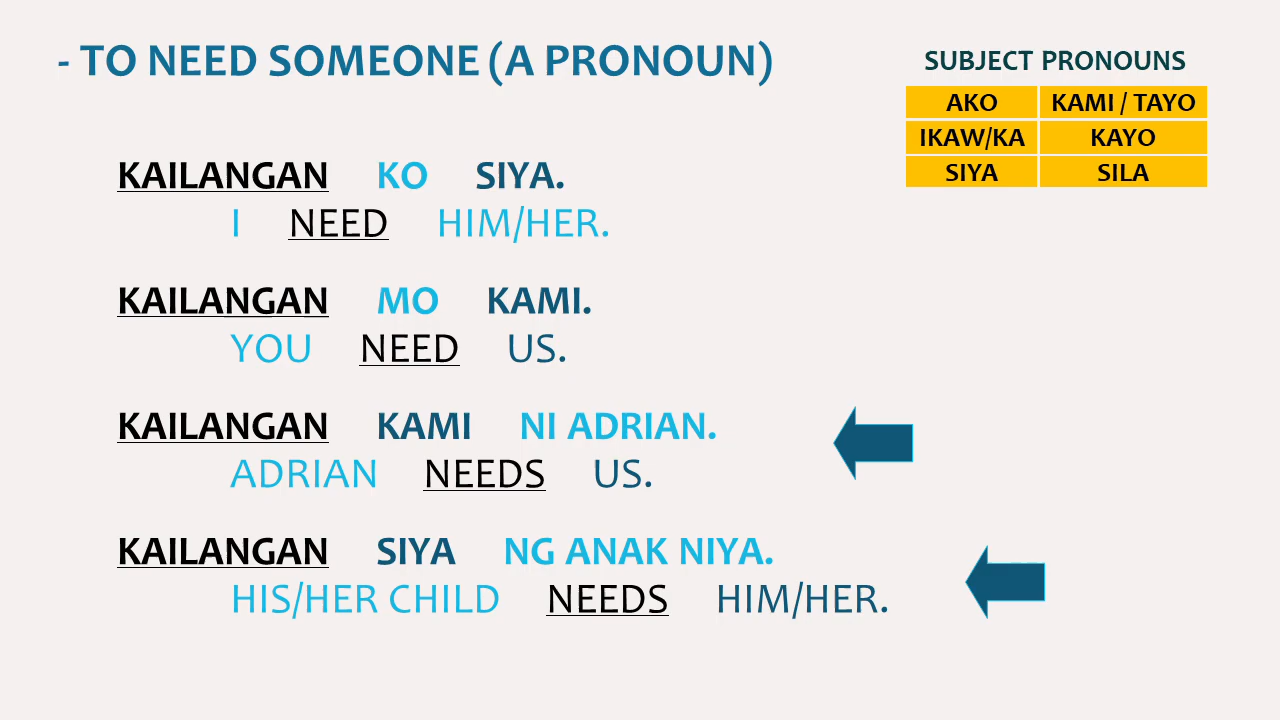 - TO NEED SOMEONE (A PRONOUN)
SUBJECT PRONOUNS
AKO KAMI / TAYO
IKAW/KA KAYO
SIYA SILA
KAILANGAN KO SIYA.
I NEED HIM/HER.
KAILANGAN MO KAMI.
YOU NEED US.
KAILANGAN KAMI NI ADRIAN.
ADRIAN NEEDS US.
KAILANGAN SIYA NG ANAK NIYA.
HIS/HER CHILD NEEDS HIM/HER.